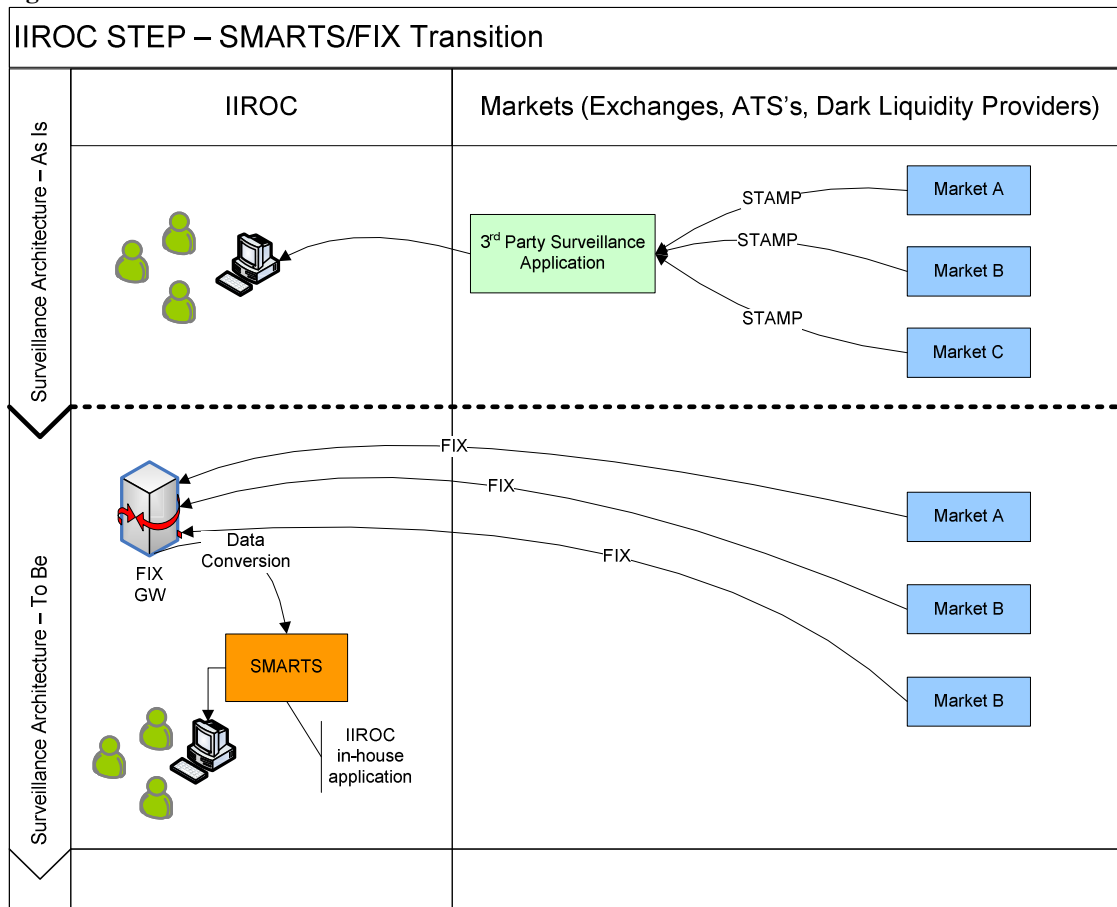 IIROC STEP – SMARTS/FIX Transition
IIROC
Markets (Exchanges, ATS's, Dark Liquidity Providers)
Surveillance Architecture – As Is
3rd Party Surveillance
Application
STAMP
STAMP
STAMP
Market A
Market B
Market C
Surveillance Architecture – To Be
FIX
FIX
FIX
Market A
Market B
Market B
FIX
GW
Data
Conversion
SMARTS
IIROC
in-house
application